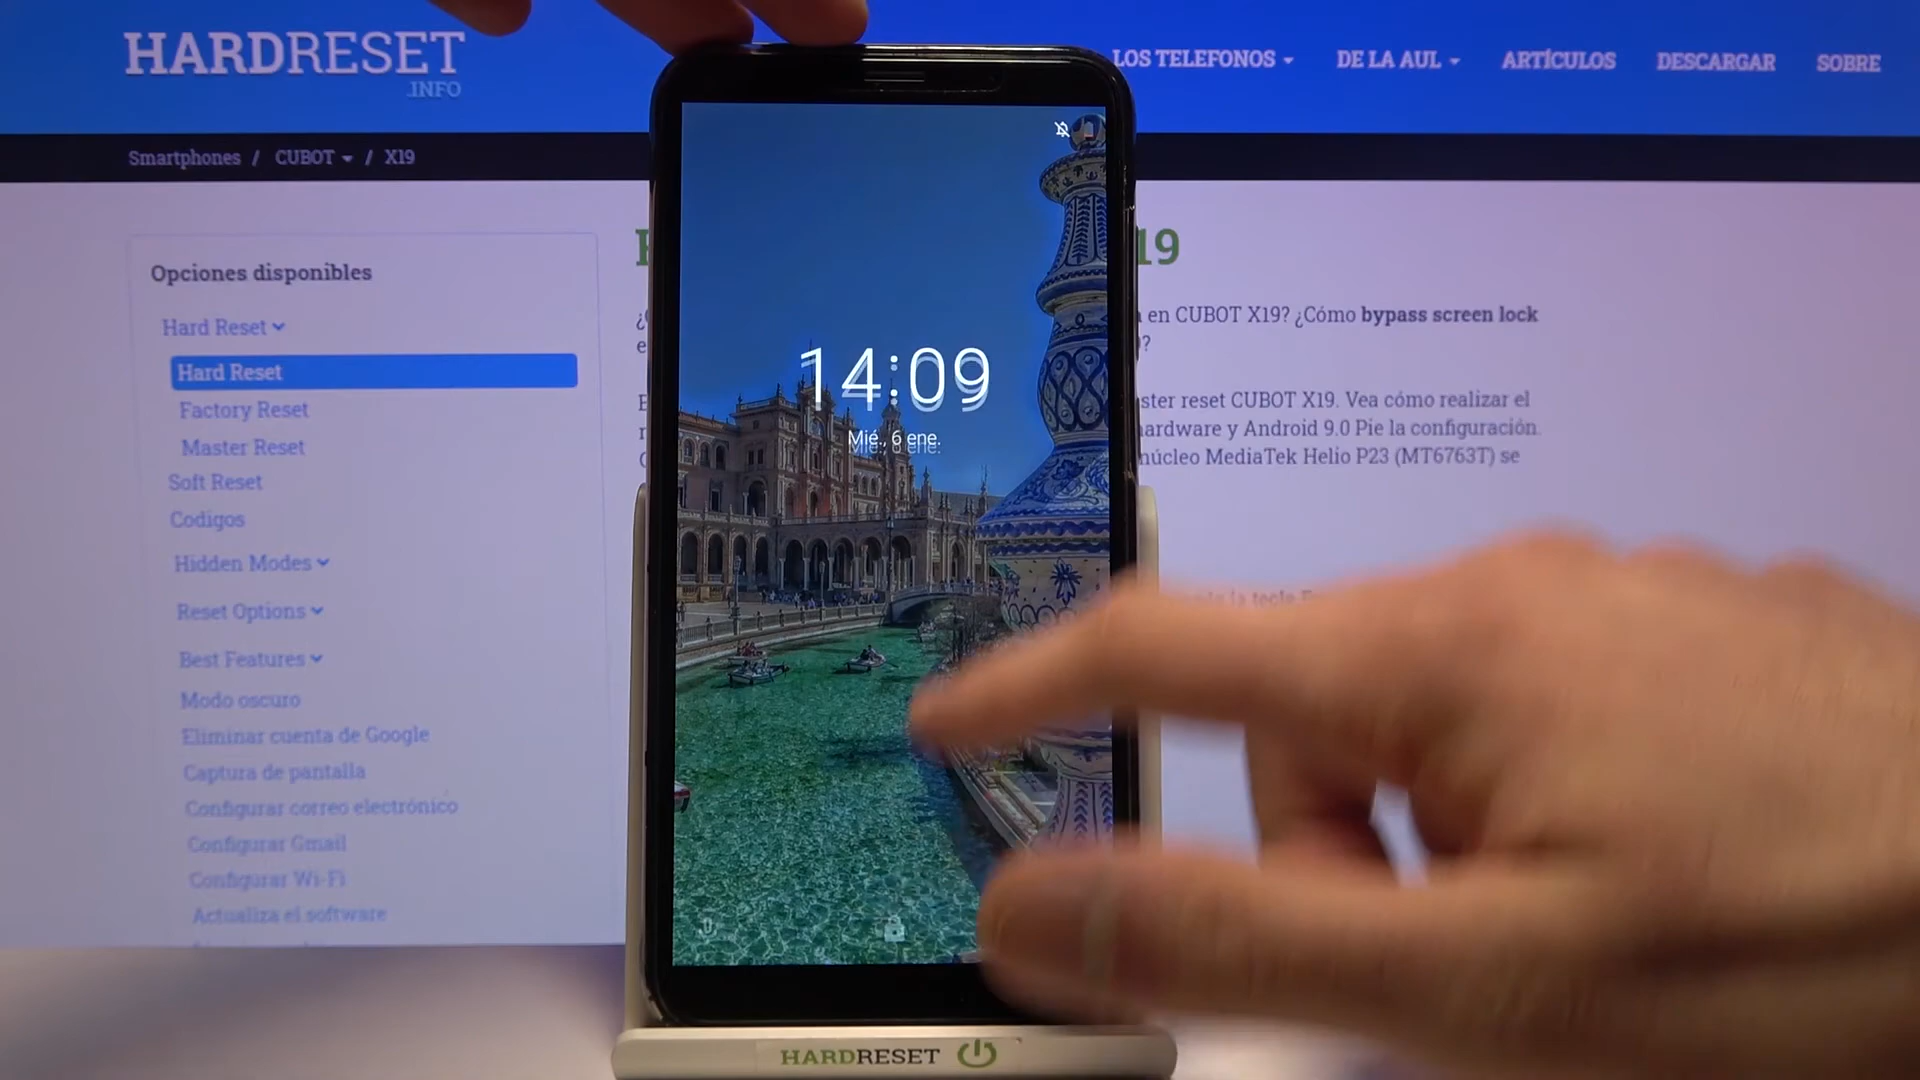 HARDRESET
.INFO
LOS TELEFONOS
DE LA AUL
ARTÍCULOS
DESCARGAR
SOBRE
Smartphones / CUBOT / X19
Opciones disponibles
Hard Reset
Hard Reset
Factory Reset
Master Reset
Soft Reset
Codigos
Hidden Modes
Reset Options
Best Features
Modo oscuro
Eliminar cuenta de Google
Captura de pantalla
Configurar correo electrónico
Configurar Gmail
Configurar Wi-Fi
Actualiza el software
14:09
Mié., 6 ene.
19
en CUBOT X19? ¿Cómo bypass screen lock
?
ster reset CUBOT X19. Vea cómo realizar el
hardware y Android 9.0 Pie la configuración.
núcleo MediaTek Helio P23 (MT6763T) se
HARDRESET